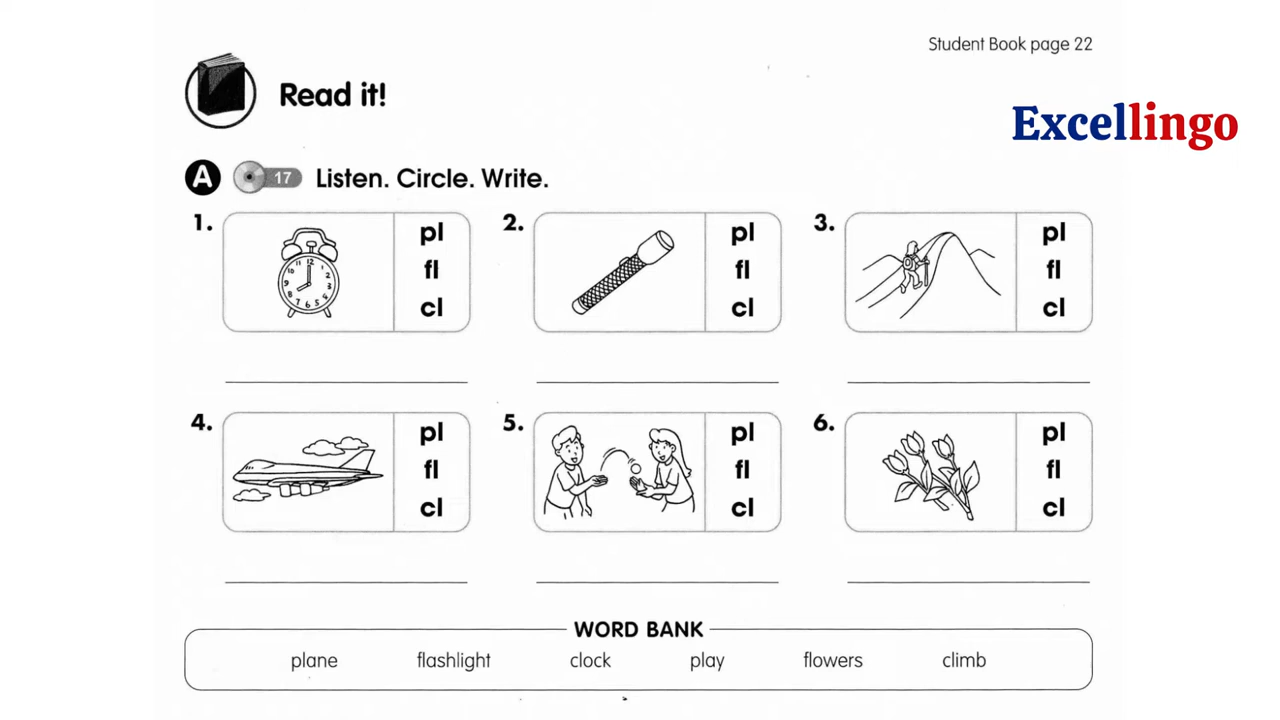 Student Book page 22
Read it!
Excellingo
A 17 Listen. Circle. Write.
1. pl fl cl
2. pl fl cl
3. pl fl cl
4. pl fl cl
5. pl fl cl
6. pl fl cl
WORD BANK
plane flashlight clock play flowers climb